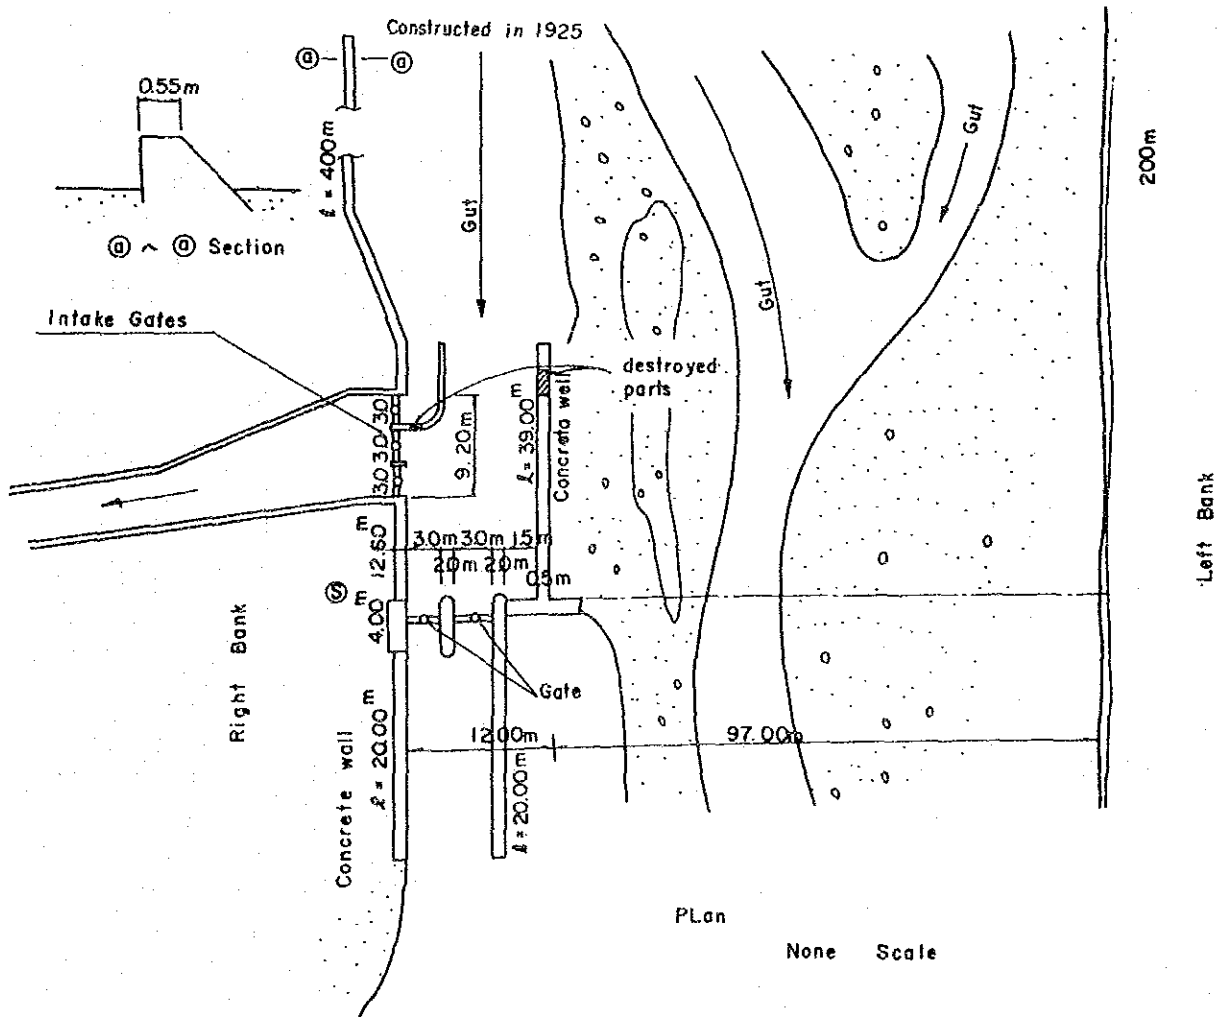 Constructed in 1925
ⓐ
ⓐ
0.55m
ℓ = 400m
200m
Gut
Gut
ⓐ ~ ⓐ Section
Gut
Intake Gates
destroyed
parts
3.0 3.0 3.0
9.20m
ℓ = 39.00m
Concrete wall
12.60m
3.0m 3.0m 1.5m
2.0m 2.0m
0.5m
Ⓢ
4.00m
Left Bank
Right Bank
Gate
12.00m
97.00m
Concrete wall
ℓ = 20.00m
ℓ = 20.00m
PLan
None Scale